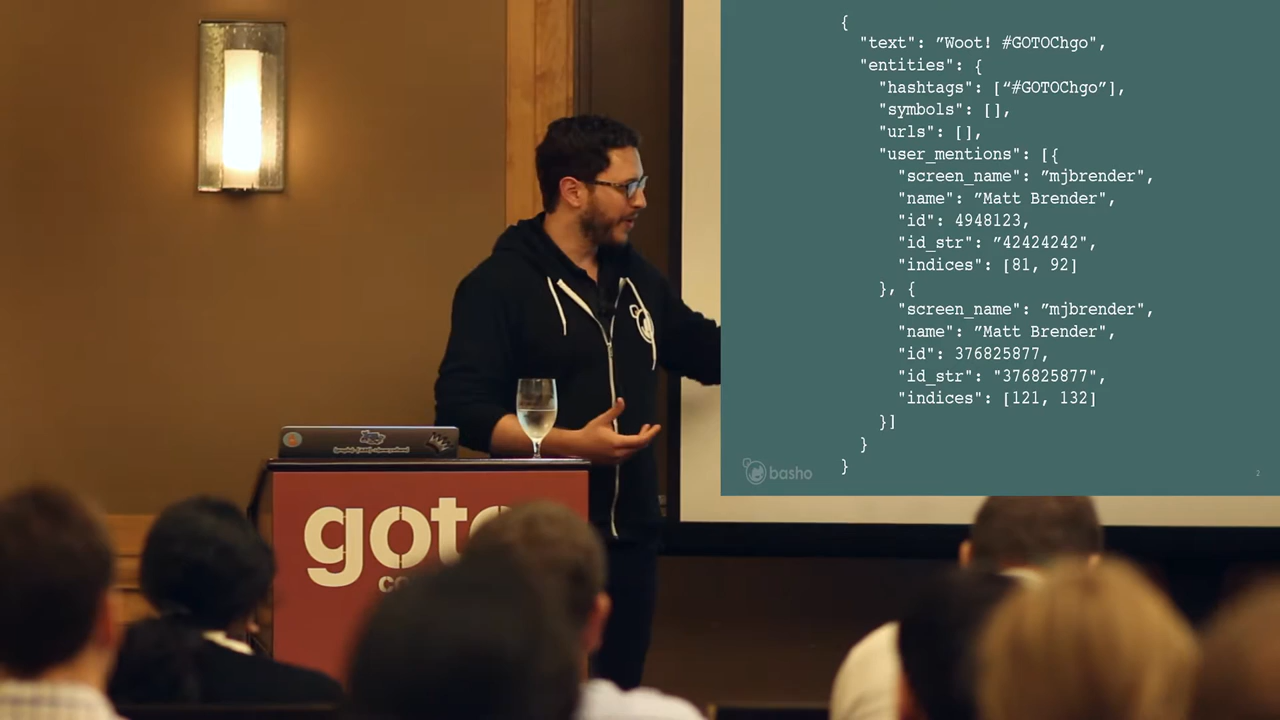 {
"text": ”Woot! #GOTOChgo",
"entities": {
"hashtags": [“#GOTOChgo”],
"symbols": [],
"urls": [],
"user_mentions": [{
"screen_name": ”mjbrender",
"name": ”Matt Brender",
"id": 4948123,
"id_str": ”42424242",
"indices": [81, 92]
}, {
"screen_name": ”mjbrender",
"name": ”Matt Brender",
"id": 376825877,
"id_str": "376825877",
"indices": [121, 132]
}]
}
}
basho
2
goto